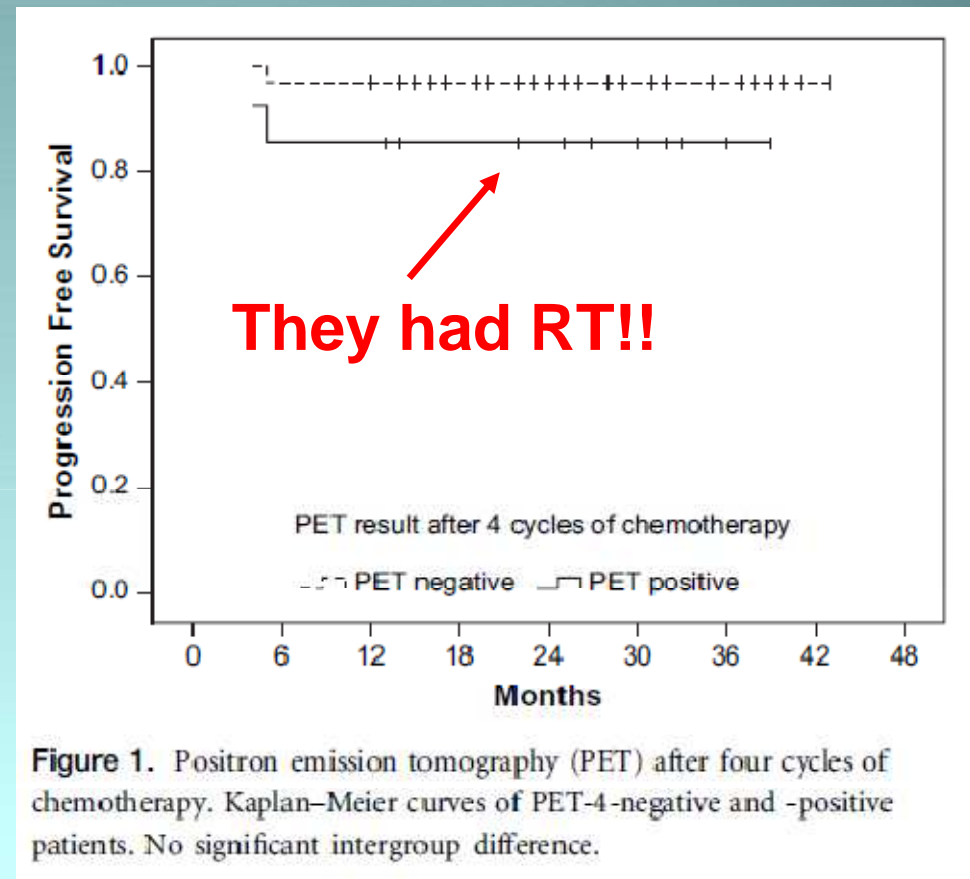 1.0
0.8
0.6
0.4
0.2
0.0
Progression Free Survival
They had RT!!
PET result after 4 cycles of chemotherapy
PET negative PET positive
0 6 12 18 24 30 36 42 48
Months
Figure 1. Positron emission tomography (PET) after four cycles of
chemotherapy. Kaplan–Meier curves of PET-4-negative and -positive
patients. No significant intergroup difference.